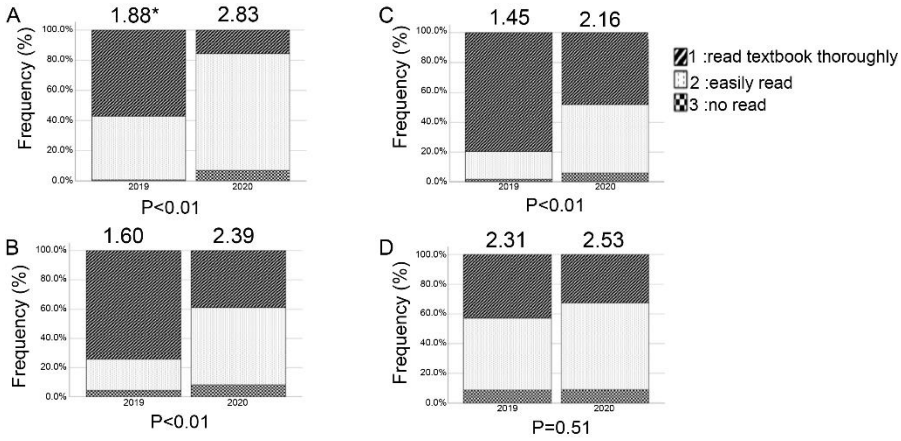 A
1.88* 2.83
Frequency (%)
100.0%
80.0%
60.0%
40.0%
20.0%
0.0%
2019 2020
P<0.01
C
1.45 2.16
Frequency (%)
100.0%
80.0%
60.0%
40.0%
20.0%
0.0%
2019 2020
P<0.01
1 :read textbook thoroughly
2 :easily read
3 :no read
B
1.60 2.39
Frequency (%)
100.0%
80.0%
60.0%
40.0%
20.0%
0.0%
2019 2020
P<0.01
D
2.31 2.53
Frequency (%)
100.0%
80.0%
60.0%
40.0%
20.0%
0.0%
2019 2020
P=0.51